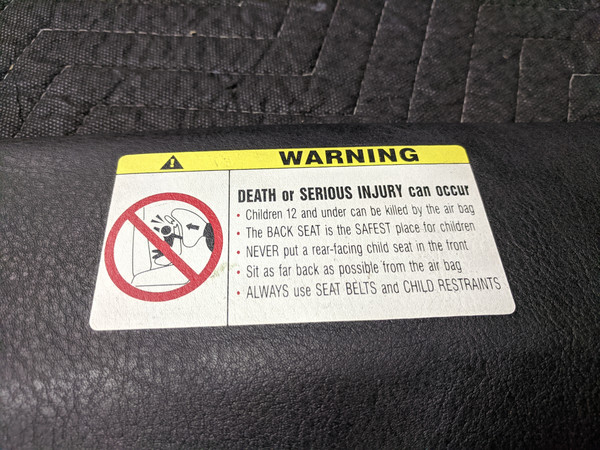 WARNING
DEATH or SERIOUS INJURY can occur
• Children 12 and under can be killed by the air bag
• The BACK SEAT is the SAFEST place for children
• NEVER put a rear-facing child seat in the front
• Sit as far back as possible from the air bag
• ALWAYS use SEAT BELTS and CHILD RESTRAINTS